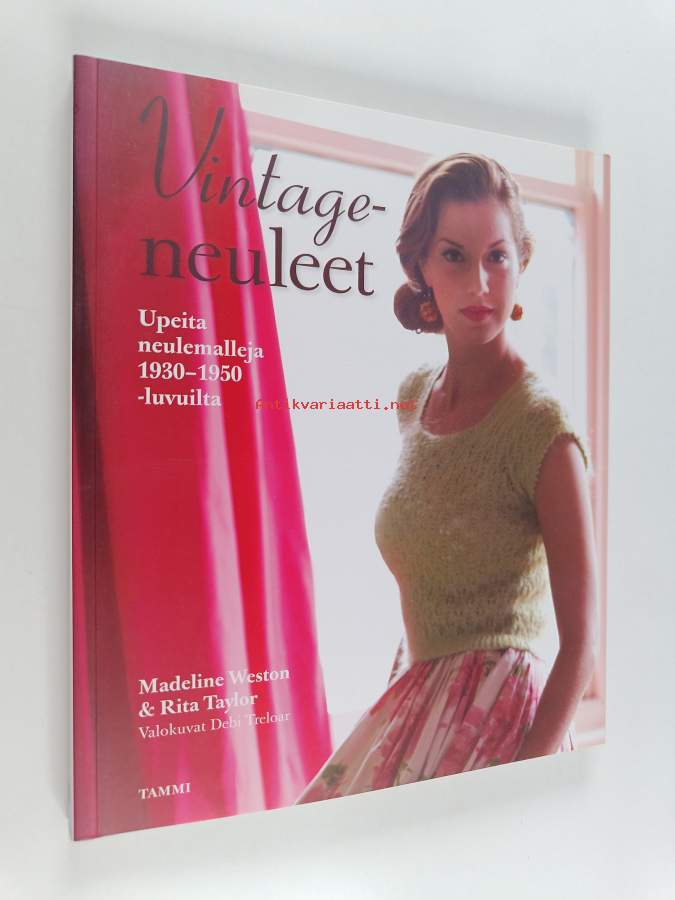 Vintage-
neuleet
Upeita
neulemalleja
1930–1950
-luvuilta
Antikvariaatti.net
Madeline Weston
& Rita Taylor
Valokuvat Debi Treloar
TAMMI